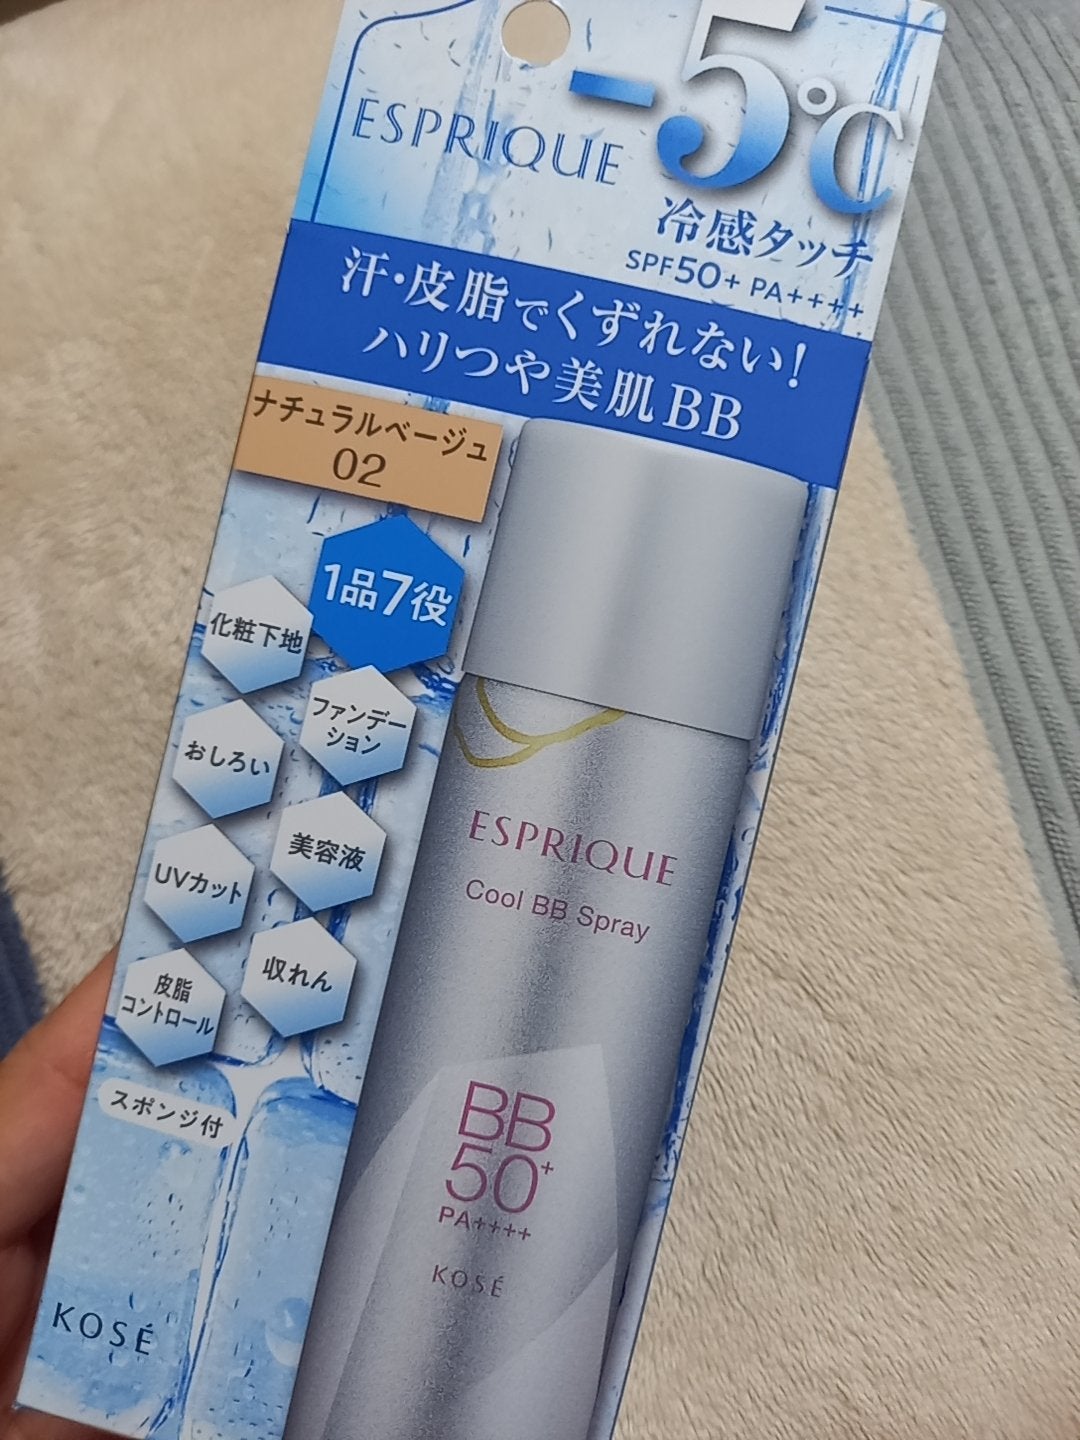 -5℃
ESPRIQUE
冷感タッチ
SPF50+ PA++++
汗・皮脂でくずれない!
ハリつや美肌BB
ナチュラルベージュ
02
1品7役
化粧下地
ファンデー
ション
おしろい
美容液
UVカット
収れん
皮脂
コントロール
スポンジ付
KOSÉ
ESPRIQUE
Cool BB Spray
BB
50+
PA++++
KOSÉ